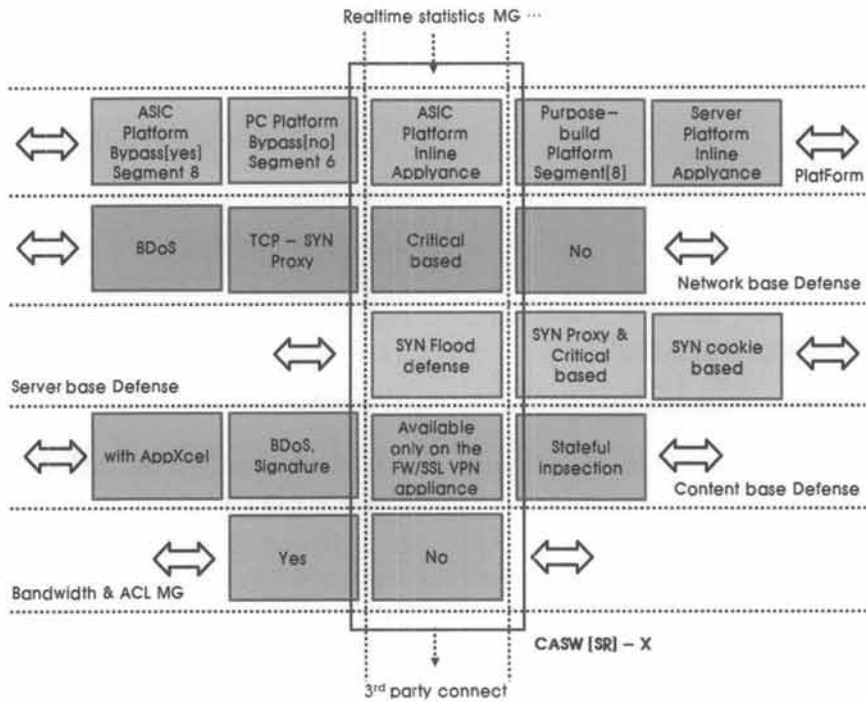 Realtime statistics MG ...
ASIC
Platform
Bypass[yes]
Segment 8
PC Platform
Bypass[no]
Segment 6
ASIC
Platform
Inline
Applyance
Purpose-
build
Platform
Segment[8]
Server
Platform
Inline
Applyance
PlatForm
BDoS
TCP – SYN
Proxy
Critical
based
No
Network base Defense
SYN Flood
defense
SYN Proxy &
Critical
based
SYN cookie
based
Server base Defense
with AppXcel
BDoS,
Signature
Available
only on the
FW/SSL VPN
appliance
Stateful
inpsection
Content base Defense
Yes
No
Bandwidth & ACL MG
CASW [SR] – X
3rd party connect